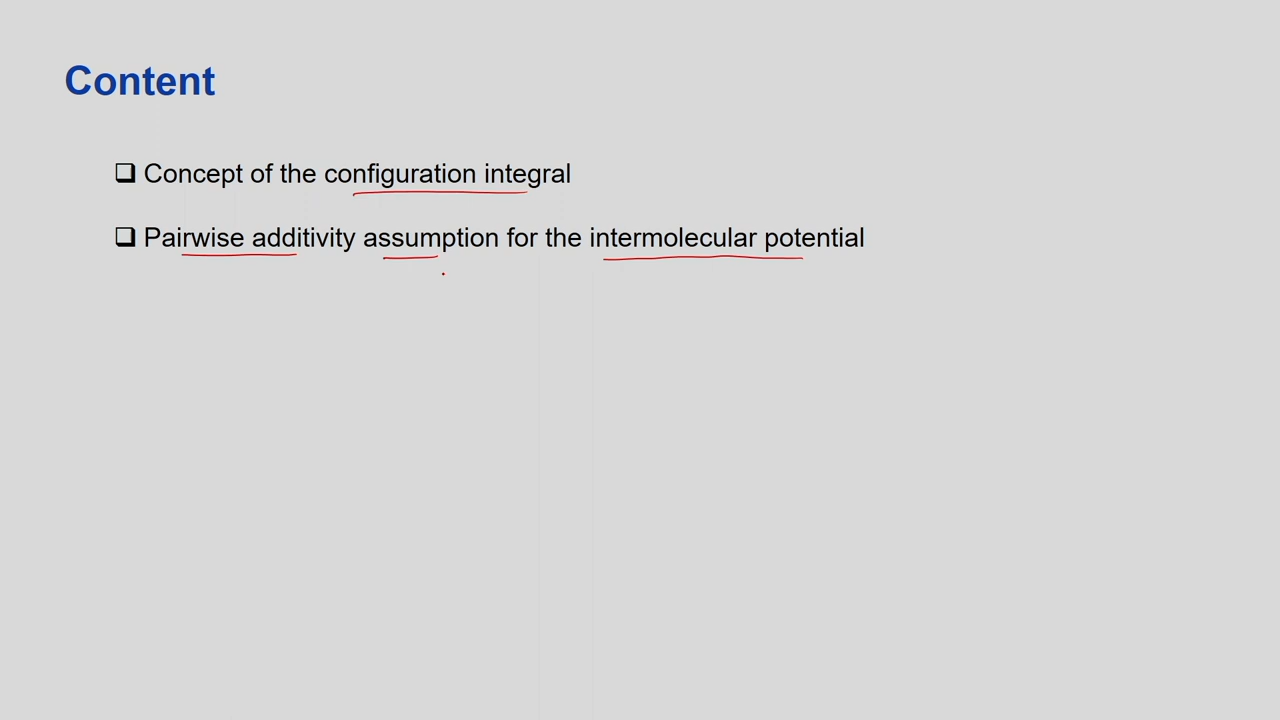 Content
❑ Concept of the configuration integral
❑ Pairwise additivity assumption for the intermolecular potential